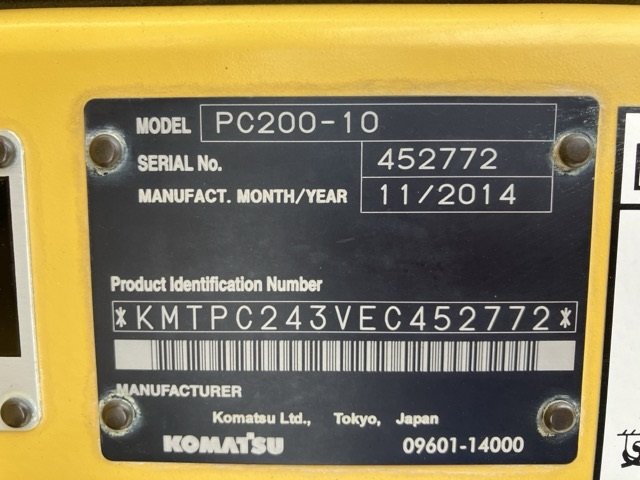 MODEL PC200-10
SERIAL No. 452772
MANUFACT. MONTH/YEAR 11/2014
Product Identification Number
*KMTPC243VEC452772*
MANUFACTURER
Komatsu Ltd., Tokyo, Japan
KOMATSU 09601-14000